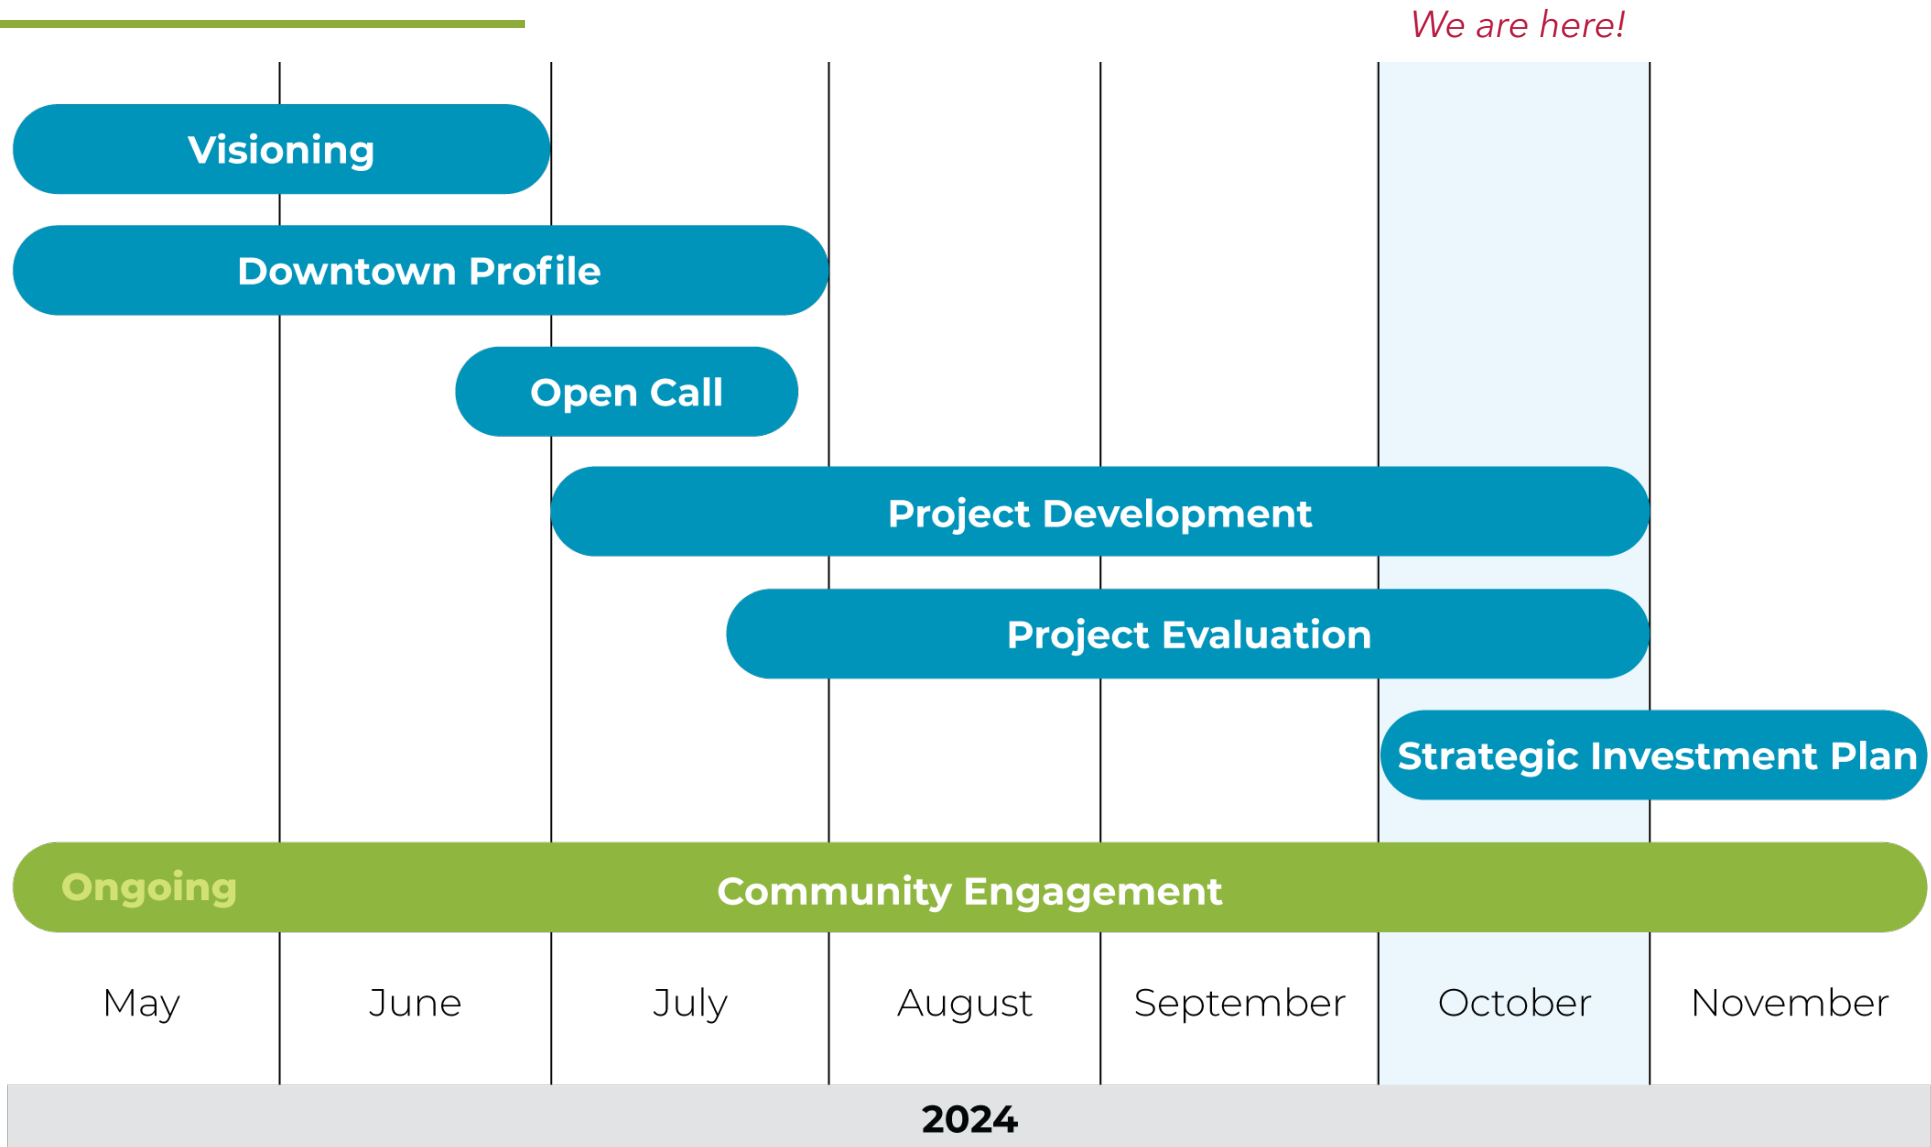 We are here!
Visioning
Downtown Profile
Open Call
Project Development
Project Evaluation
Strategic Investment Plan
Ongoing
Community Engagement
May
June
July
August
September
October
November
2024